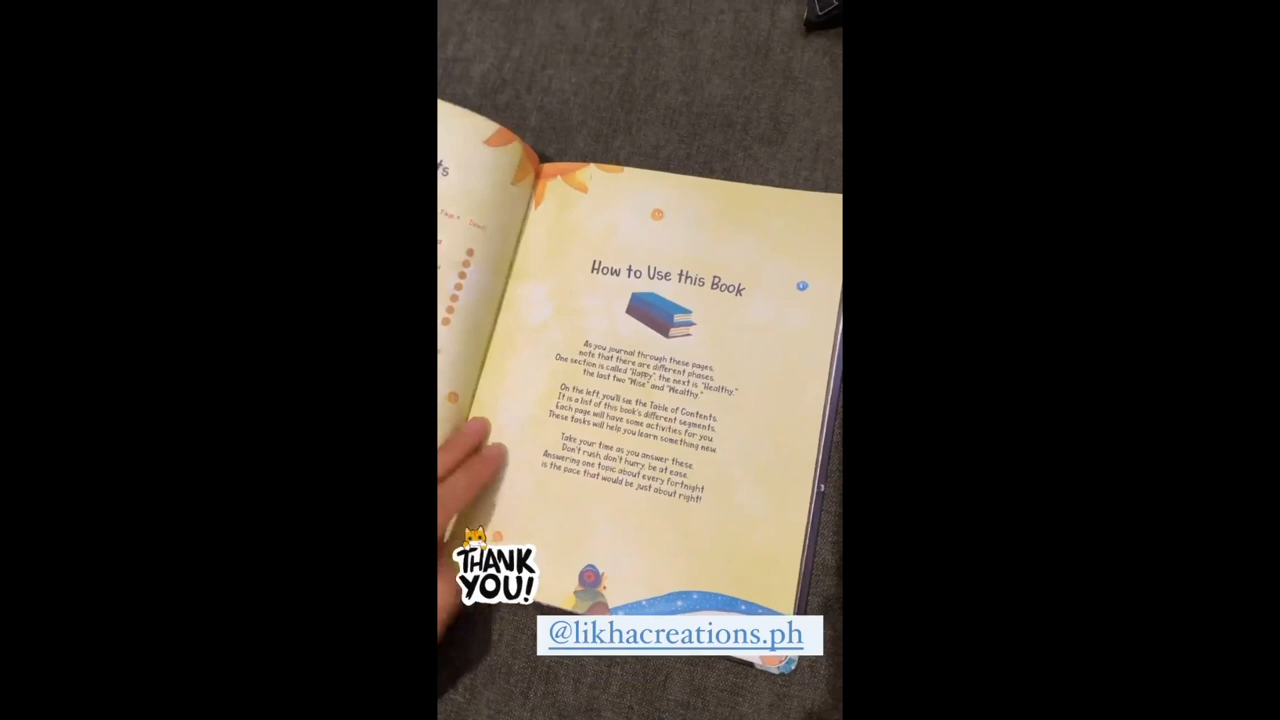 ts
How to Use this Book
As you journal through these pages,
note that there are different phases.
One section is called "Happy", the next is "Healthy,"
the last two "Wise" and "Wealthy."
On the left, you'll see the Table of Contents.
It is a list of this book's different segments.
Each page will have some activities for you.
These tasks will help you learn something new.
Take your time as you answer these.
Don't rush, don't hurry, be at ease.
Answering one topic about every fortnight
is the pace that would be just about right!
THANK
YOU!
@likhacreations.ph